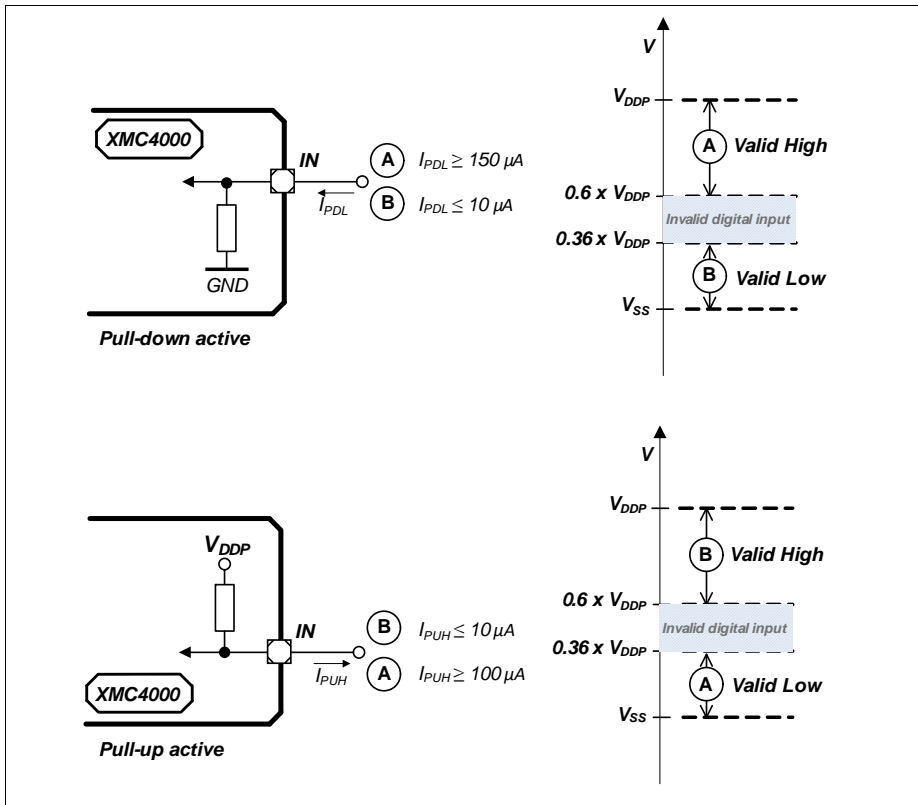 XMC4000
IN
A I_PDL ≥ 150 μA
I_PDL
B I_PDL ≤ 10 μA
GND
Pull-down active
V
V_DDP
A Valid High
0.6 x V_DDP
Invalid digital input
0.36 x V_DDP
B Valid Low
V_SS
V_DDP
IN
B I_PUH ≤ 10 μA
I_PUH
A I_PUH ≥ 100 μA
XMC4000
Pull-up active
V
V_DDP
B Valid High
0.6 x V_DDP
Invalid digital input
0.36 x V_DDP
A Valid Low
V_SS